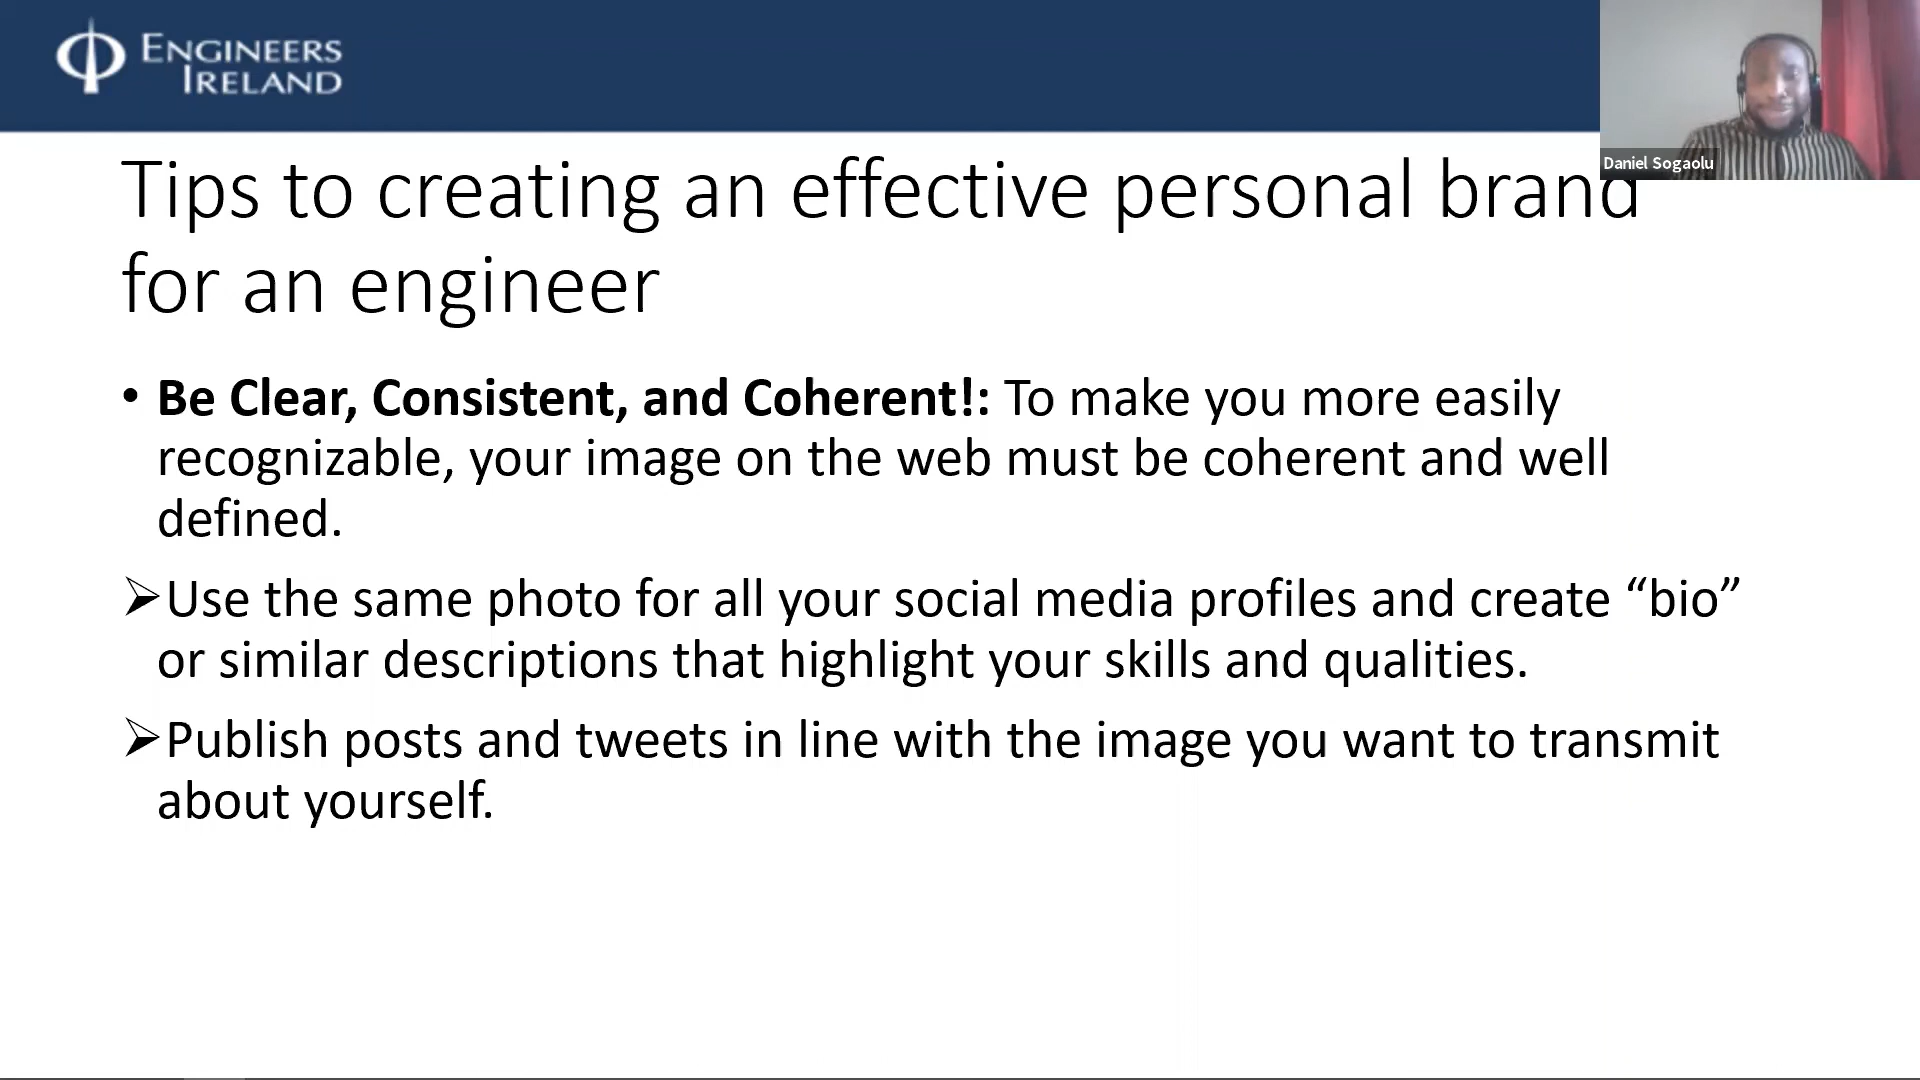 ENGINEERS
IRELAND
Daniel Sogaolu
Tips to creating an effective personal brand
for an engineer
• Be Clear, Consistent, and Coherent!: To make you more easily
recognizable, your image on the web must be coherent and well
defined.
➢Use the same photo for all your social media profiles and create “bio”
or similar descriptions that highlight your skills and qualities.
➢Publish posts and tweets in line with the image you want to transmit
about yourself.